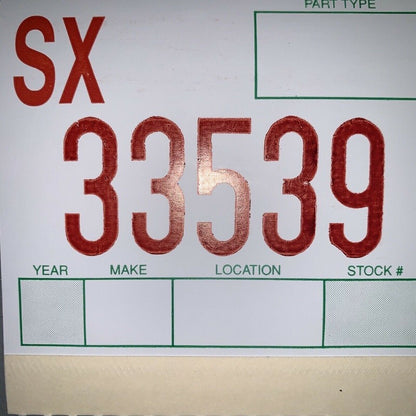 PART TYPE
SX
33539
YEAR MAKE LOCATION STOCK #